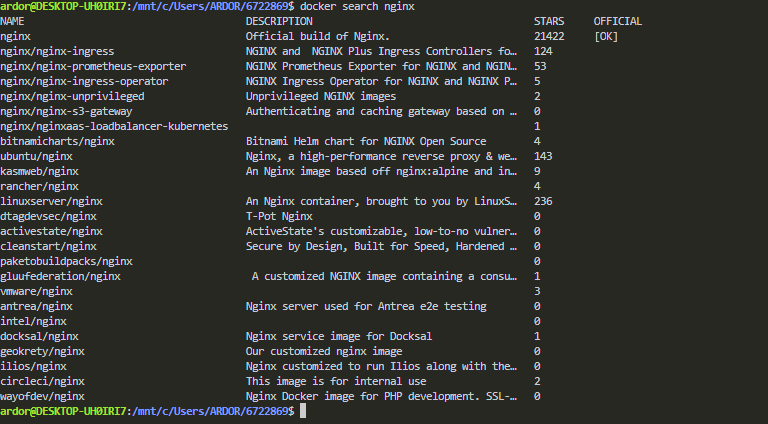 ardor@DESKTOP-UH0IRI7:/mnt/c/Users/ARDOR/6722869$ docker search nginx
NAME DESCRIPTION STARS OFFICIAL
nginx Official build of Nginx. 21422 [OK]
nginx/nginx-ingress NGINX and  NGINX Plus Ingress Controllers fo… 124
nginx/nginx-prometheus-exporter NGINX Prometheus Exporter for NGINX and NGIN… 53
nginx/nginx-ingress-operator NGINX Ingress Operator for NGINX and NGINX P… 5
nginx/nginx-unprivileged Unprivileged NGINX images 2
nginx/nginx-s3-gateway Authenticating and caching gateway based on … 0
nginx/nginxaas-loadbalancer-kubernetes 1
bitnamicharts/nginx Bitnami Helm chart for NGINX Open Source 4
ubuntu/nginx Nginx, a high-performance reverse proxy & we… 143
kasmweb/nginx An Nginx image based off nginx:alpine and in… 9
rancher/nginx 4
linuxserver/nginx An Nginx container, brought to you by LinuxS… 236
dtagdevsec/nginx T-Pot Nginx 0
activestate/nginx ActiveState's customizable, low-to-no vulner… 0
cleanstart/nginx Secure by Design, Built for Speed, Hardened … 0
paketobuildpacks/nginx 0
gluufederation/nginx A customized NGINX image containing a consu… 1
vmware/nginx 3
antrea/nginx Nginx server used for Antrea e2e testing 0
intel/nginx 0
docksal/nginx Nginx service image for Docksal 1
geokrety/nginx Our customized nginx image 0
ilios/nginx Nginx customized to run Ilios along with the… 0
circleci/nginx This image is for internal use 2
wayofdev/nginx Nginx Docker image for PHP development. SSL-… 0
ardor@DESKTOP-UH0IRI7:/mnt/c/Users/ARDOR/6722869$